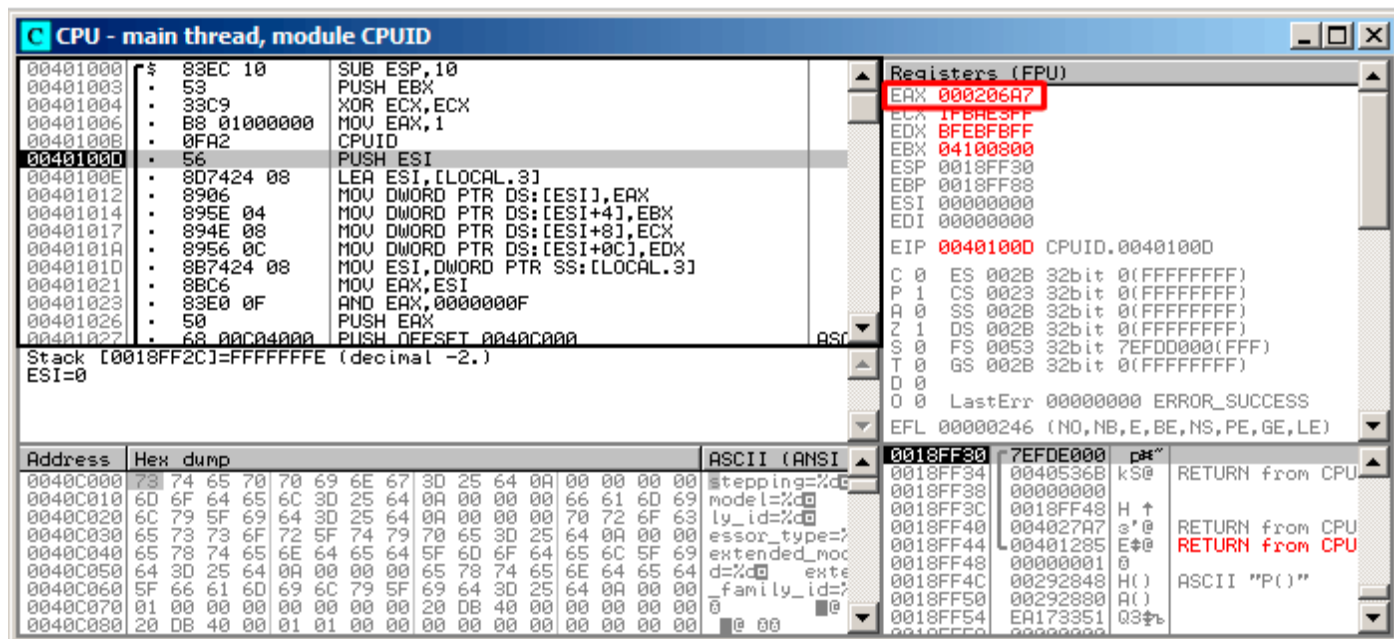 C CPU - main thread, module CPUID
00401000 $ 83EC 10 SUB ESP,10
00401003 . 53 PUSH EBX
00401004 . 33C9 XOR ECX,ECX
00401006 . B8 01000000 MOV EAX,1
0040100B . 0FA2 CPUID
0040100D . 56 PUSH ESI
0040100E . 8D7424 08 LEA ESI,[LOCAL.3]
00401012 . 8906 MOV DWORD PTR DS:[ESI],EAX
00401014 . 895E 04 MOV DWORD PTR DS:[ESI+4],EBX
00401017 . 894E 08 MOV DWORD PTR DS:[ESI+8],ECX
0040101A . 8956 0C MOV DWORD PTR DS:[ESI+0C],EDX
0040101D . 8B7424 08 MOV ESI,DWORD PTR SS:[LOCAL.3]
00401021 . 8BC6 MOV EAX,ESI
00401023 . 83E0 0F AND EAX,0000000F
00401026 . 50 PUSH EAX
00401027 . 68 00C04000 PUSH OFFSET 0040C000 ASC
Stack [0018FF2C]=FFFFFFFE (decimal -2.)
ESI=0
Registers (FPU)
EAX 000206A7
ECX 1FBAE3FF
EDX BFEBFBFF
EBX 04100800
ESP 0018FF30
EBP 0018FF88
ESI 00000000
EDI 00000000
EIP 0040100D CPUID.0040100D
C 0 ES 002B 32bit 0(FFFFFFFF)
P 1 CS 0023 32bit 0(FFFFFFFF)
A 0 SS 002B 32bit 0(FFFFFFFF)
Z 1 DS 002B 32bit 0(FFFFFFFF)
S 0 FS 0053 32bit 7EFDD000(FFF)
T 0 GS 002B 32bit 0(FFFFFFFF)
D 0
O 0 LastErr 00000000 ERROR_SUCCESS
EFL 00000246 (NO,NB,E,BE,NS,PE,GE,LE)
Address Hex dump ASCII (ANSI
0040C000 73 74 65 70 70 69 6E 67 3D 25 64 0A 00 00 00 00 stepping=%d
0040C010 6D 6F 64 65 6C 3D 25 64 0A 00 00 00 66 61 6D 69 model=%d fami
0040C020 6C 79 5F 69 64 3D 25 64 0A 00 00 00 70 72 6F 63 ly_id=%d
0040C030 65 73 73 6F 72 5F 74 79 70 65 3D 25 64 0A 00 00 essor_type=%
0040C040 65 78 74 65 6E 64 65 64 5F 6D 6F 64 65 6C 5F 69 extended_mod
0040C050 64 3D 25 64 0A 00 00 00 65 78 74 65 6E 64 65 64 d=%d exte
0040C060 5F 66 61 6D 69 6C 79 5F 69 64 3D 25 64 0A 00 00 _family_id=%
0040C070 01 00 00 00 00 00 00 00 20 DB 40 00 00 00 00 00
0040C080 20 DB 40 00 01 01 00 00 00 00 00 00 00 00 00 00
0018FF30 7EFDE000
0018FF34 0040536B kS@ RETURN from CPU
0018FF38 00000000
0018FF3C 0018FF48 H ↑
0018FF40 004027A7 RETURN from CPU
0018FF44 00401285 RETURN from CPU
0018FF48 00000001
0018FF4C 00292848 H() ASCII "P()"
0018FF50 00292880 А()
0018FF54 EA173351